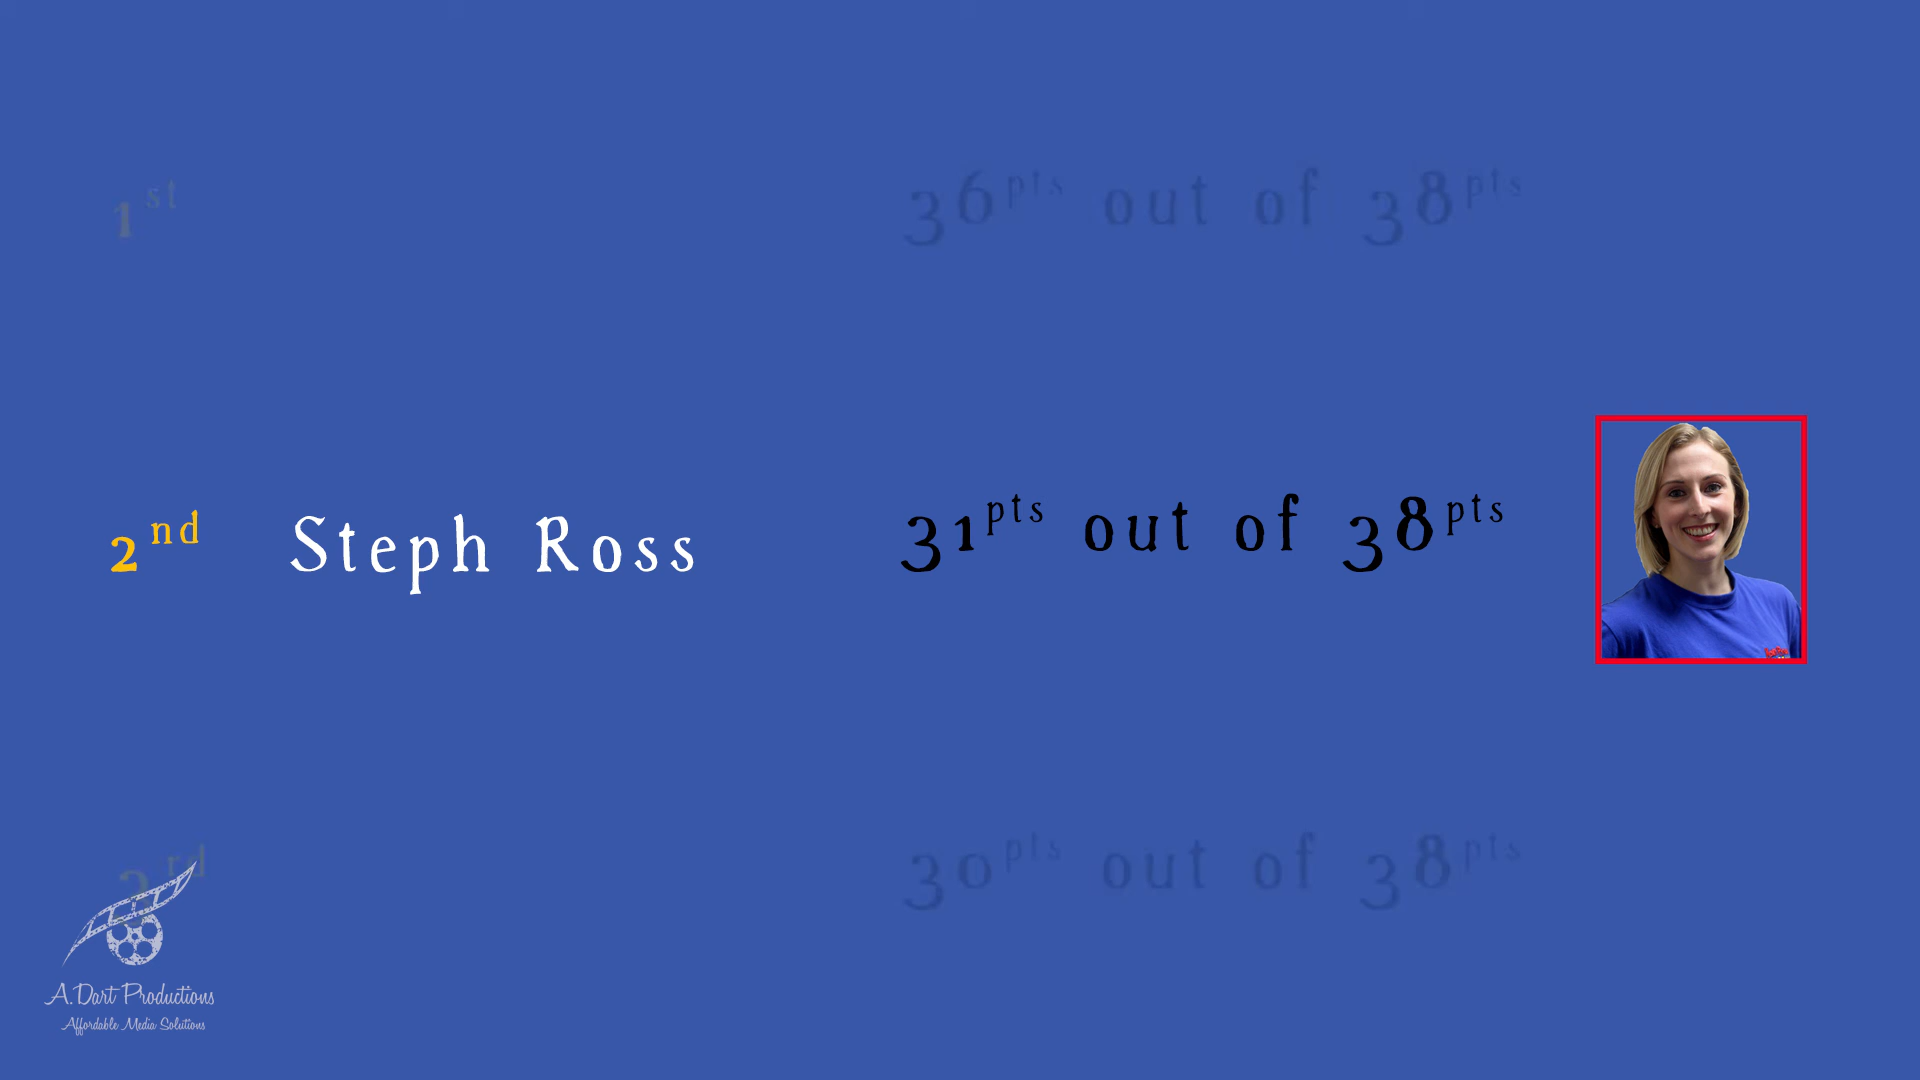 1st 36pts out of 38pts
2nd Steph Ross 31pts out of 38pts
3rd 30pts out of 38pts
A.Dart Productions
Affordable Media Solutions